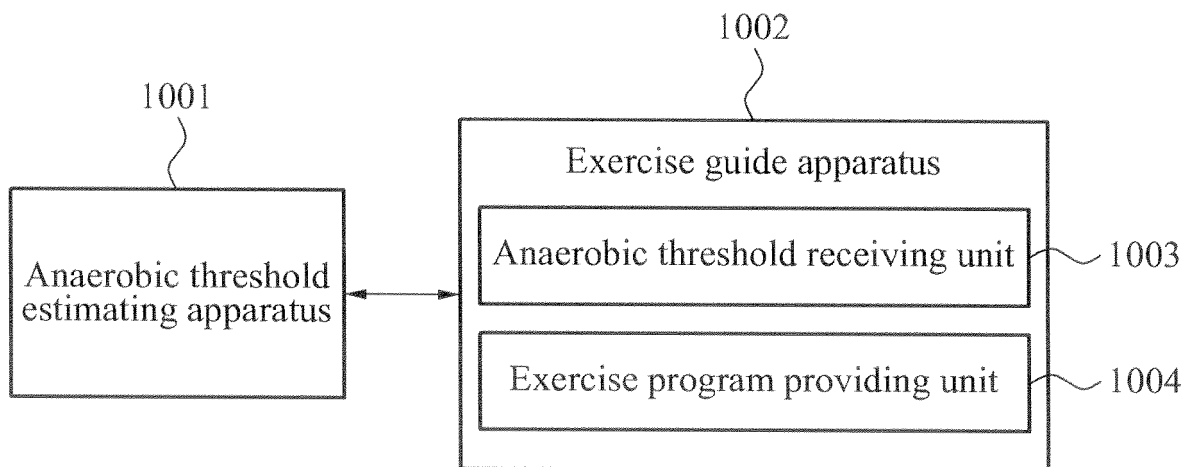 1002
1001
Exercise guide apparatus
Anaerobic threshold receiving unit
1003
Anaerobic threshold
estimating apparatus
Exercise program providing unit
1004